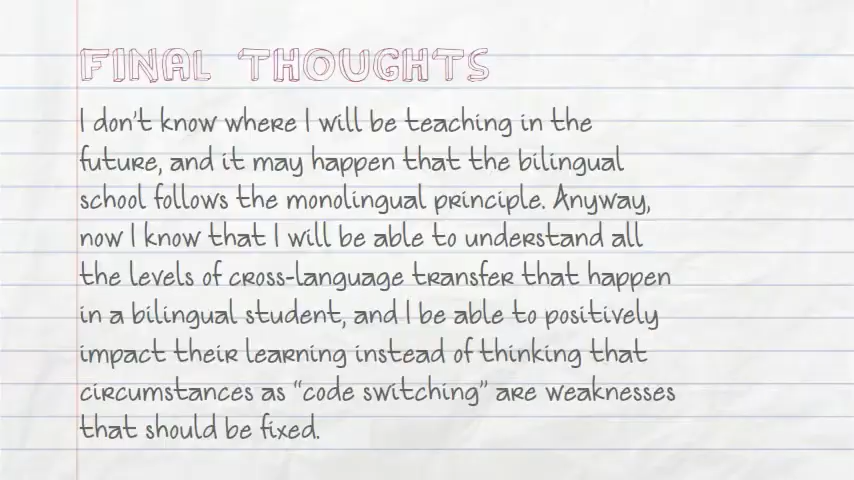 FINAL THOUGHTS
I don't know where I will be teaching in the
future, and it may happen that the bilingual
school follows the monolingual principle. Anyway,
now I know that I will be able to understand all
the levels of cross-language transfer that happen
in a bilingual student, and I be able to positively
impact their learning instead of thinking that
circumstances as "code switching" are weaknesses
that should be fixed.